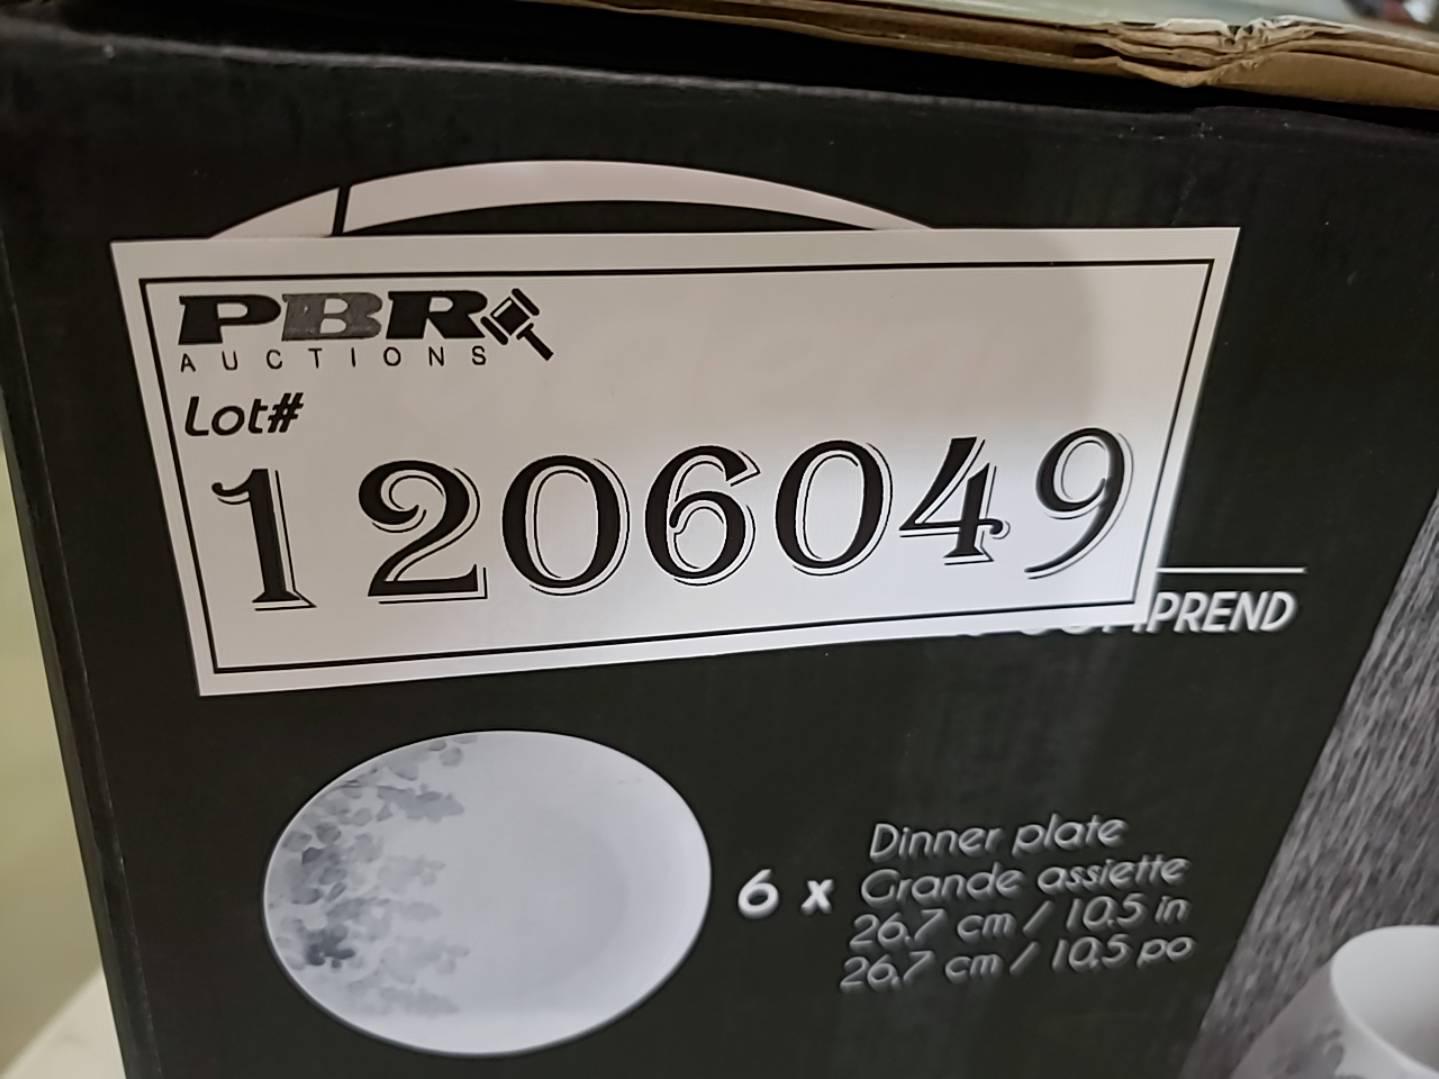 PBR
AUCTIONS
Lot#
1206049
PREND
6 x
Dinner plate
Grande assiette
26.7 cm / 10.5 in
26.7 cm / 10.5 po